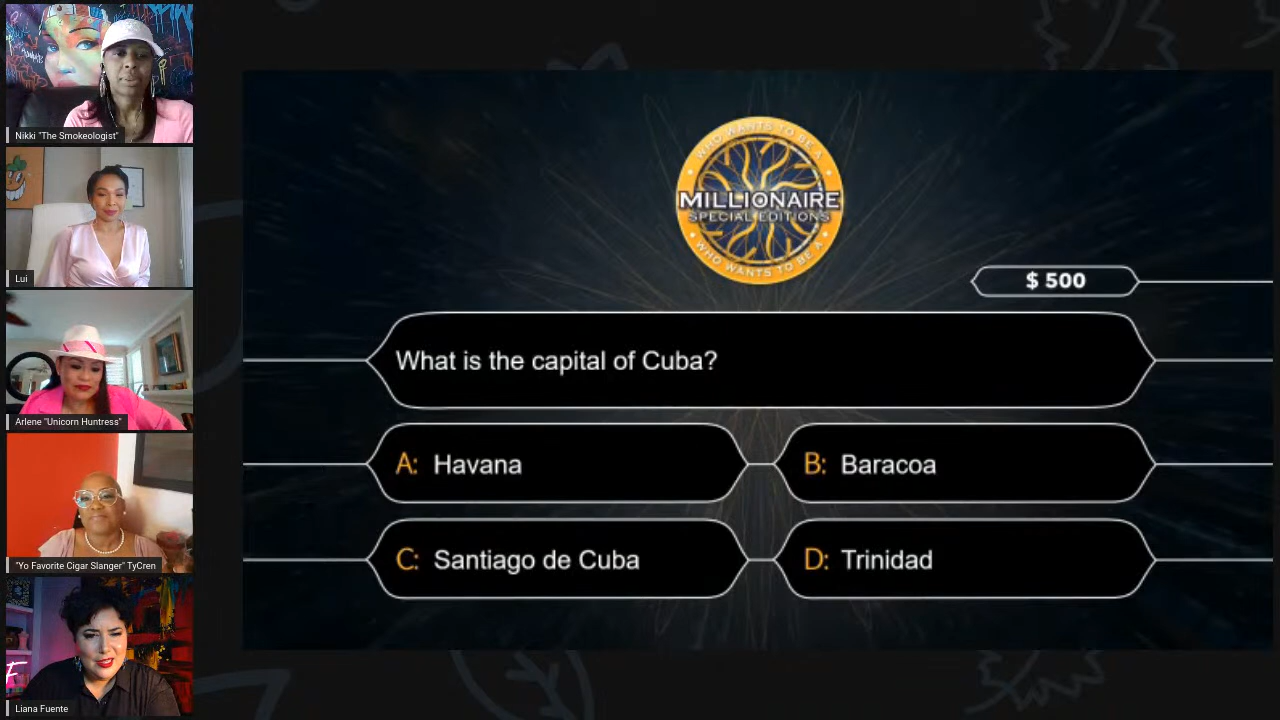 Nikki "The Smokeologist"
Lui
Arlene "Unicorn Huntress"
"Yo Favorite Cigar Slanger" TyCren
Liana Fuente
WHO WANTS TO BE A
MILLIONAIRE
SPECIAL EDITIONS
WHO WANTS TO BE A
$ 500
What is the capital of Cuba?
A: Havana
B: Baracoa
C: Santiago de Cuba
D: Trinidad